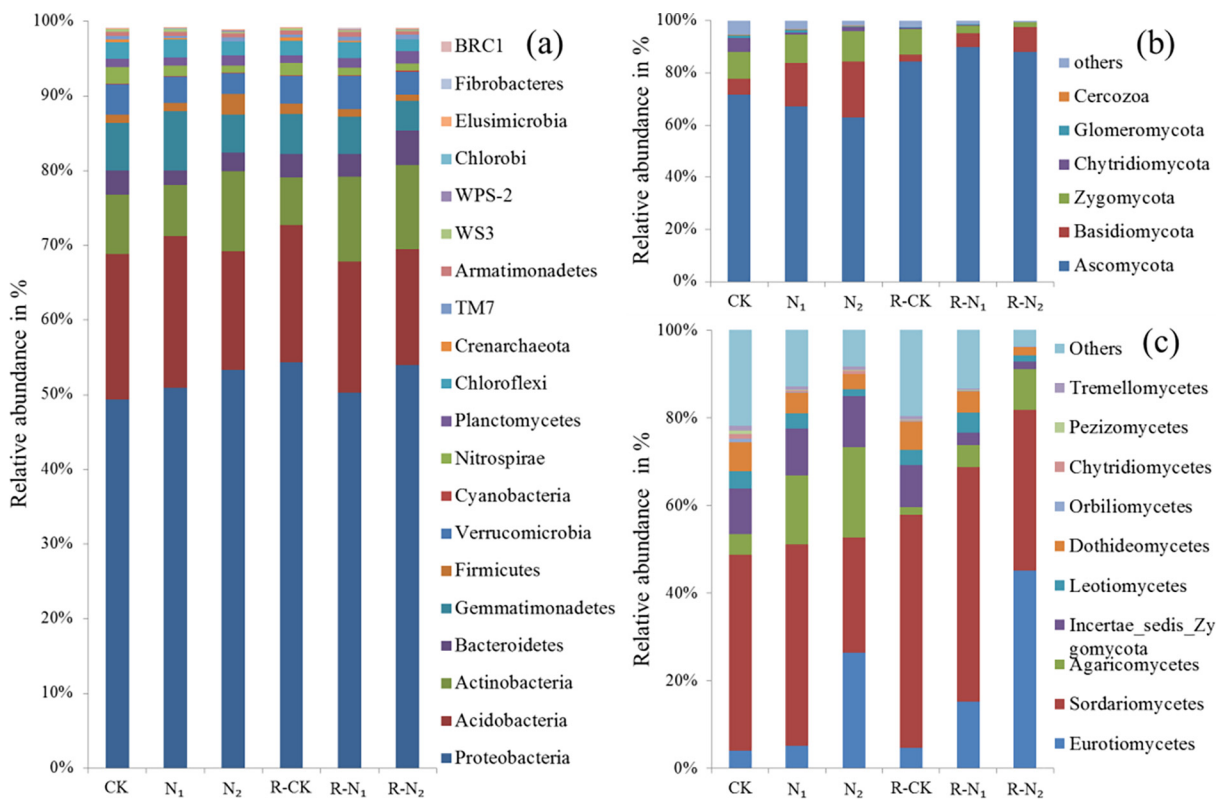 (a)
Relative abundance in %
100%
90%
80%
70%
60%
50%
40%
30%
20%
10%
0%
CK N₁ N₂ R-CK R-N₁ R-N₂
BRC1
Fibrobacteres
Elusimicrobia
Chlorobi
WPS-2
WS3
Armatimonadetes
TM7
Crenarchaeota
Chloroflexi
Planctomycetes
Nitrospirae
Cyanobacteria
Verrucomicrobia
Firmicutes
Gemmatimonadetes
Bacteroidetes
Actinobacteria
Acidobacteria
Proteobacteria
(b)
Relative abundance in %
100%
80%
60%
40%
20%
0%
CK N₁ N₂ R-CK R-N₁ R-N₂
others
Cercozoa
Glomeromycota
Chytridiomycota
Zygomycota
Basidiomycota
Ascomycota
(c)
Relative abundance in %
100%
80%
60%
40%
20%
0%
CK N₁ N₂ R-CK R-N₁ R-N₂
Others
Tremellomycetes
Pezizomycetes
Chytridiomycetes
Orbiliomycetes
Dothideomycetes
Leotiomycetes
Incertae_sedis_Zy
gomycota
Agaricomycetes
Sordariomycetes
Eurotiomycetes